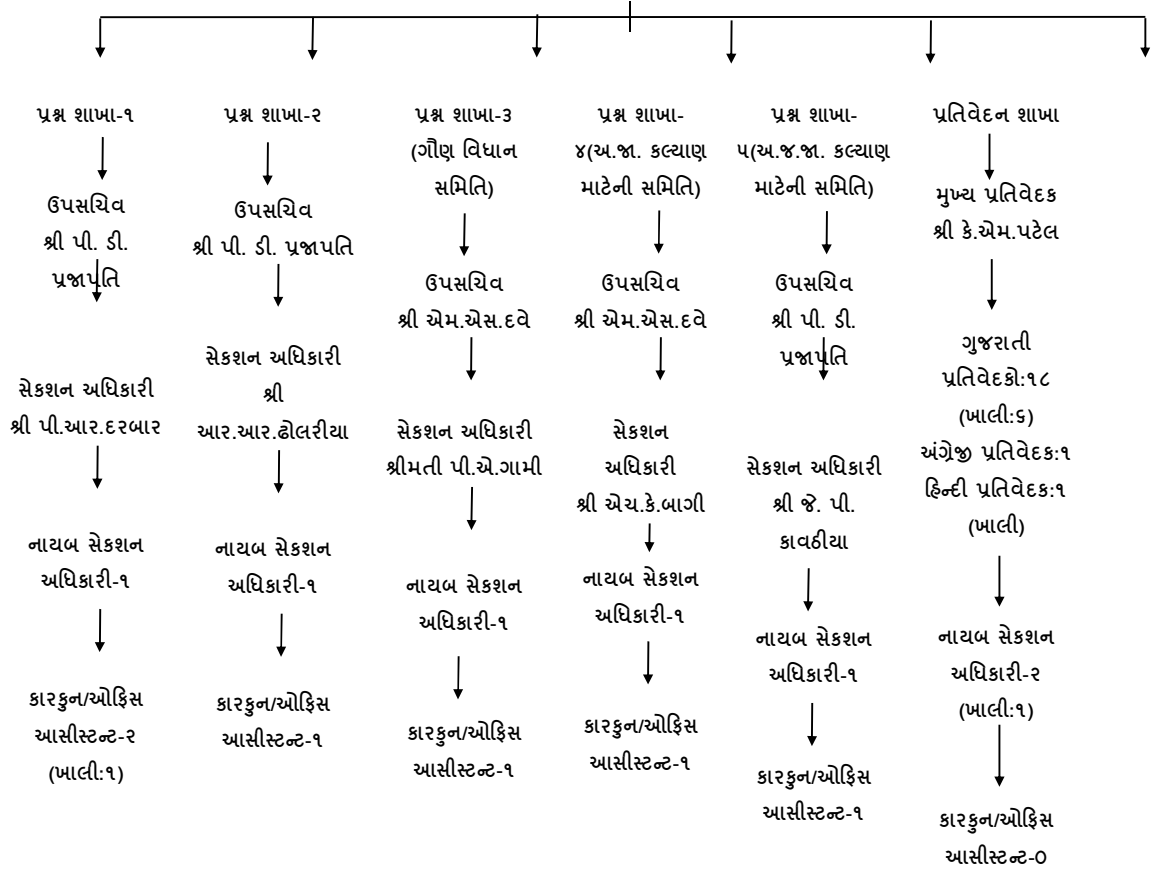 પ્રશ્ન શાખા-૧
ઉપસચિવ
શ્રી પી. ડી.
પ્રજાપતિ
સેકશન અધિકારી
શ્રી પી.આર.દરબાર
નાયબ સેકશન
અધિકારી-૧
કારકુન/ઓફિસ
આસીસ્ટન્ટ-૨
(ખાલી:૧)
પ્રશ્ન શાખા-૨
ઉપસચિવ
શ્રી પી. ડી. પ્રજાપતિ
સેકશન અધિકારી
શ્રી
આર.આર.ઢોલરીયા
નાયબ સેકશન
અધિકારી-૧
કારકુન/ઓફિસ
આસીસ્ટન્ટ-૧
પ્રશ્ન શાખા-૩
(ગૌણ વિધાન
સમિતિ)
ઉપસચિવ
શ્રી એમ.એસ.દવે
સેકશન અધિકારી
શ્રીમતી પી.એ.ગામી
નાયબ સેકશન
અધિકારી-૧
કારકુન/ઓફિસ
આસીસ્ટન્ટ-૧
પ્રશ્ન શાખા-
૪(અ.જા. કલ્યાણ
માટેની સમિતિ)
ઉપસચિવ
શ્રી એમ.એસ.દવે
સેકશન
અધિકારી
શ્રી એચ.કે.બાગી
નાયબ સેકશન
અધિકારી-૧
કારકુન/ઓફિસ
આસીસ્ટન્ટ-૧
પ્રશ્ન શાખા-
૫(અ.જ.જા. કલ્યાણ
માટેની સમિતિ)
ઉપસચિવ
શ્રી પી. ડી.
પ્રજાપતિ
સેકશન અધિકારી
શ્રી જે. પી.
કાવઠીયા
નાયબ સેકશન
અધિકારી-૧
કારકુન/ઓફિસ
આસીસ્ટન્ટ-૧
પ્રતિવેદન શાખા
મુખ્ય પ્રતિવેદક
શ્રી કે.એમ.પટેલ
ગુજરાતી
પ્રતિવેદકો:૧૮
(ખાલી:૬)
અંગ્રેજી પ્રતિવેદક:૧
હિન્દી પ્રતિવેદક:૧
(ખાલી)
નાયબ સેકશન
અધિકારી-૨
(ખાલી:૧)
કારકુન/ઓફિસ
આસીસ્ટન્ટ-૦